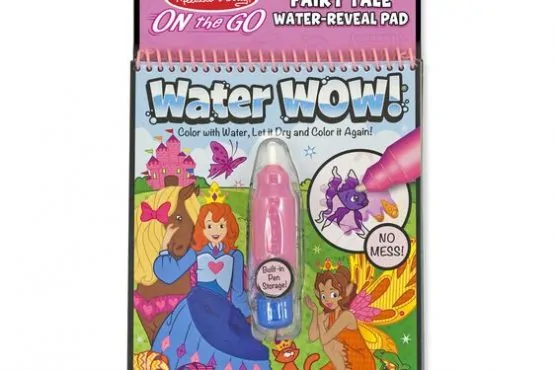 ON the GO
FAIRY TALE
WATER-REVEAL PAD
Water WOW!
Color with Water, Let it Dry and Color it Again!
NO
MESS!
Built-in
Pen
Storage!